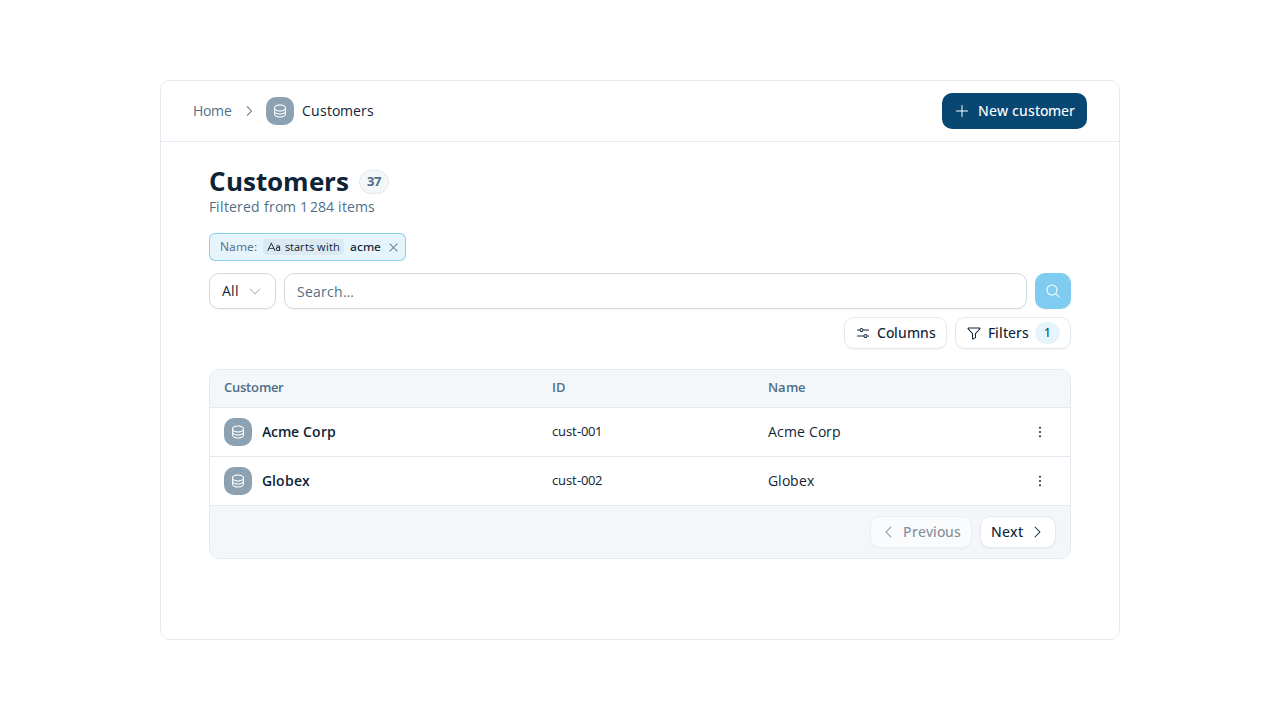 Home Customers New customer
Customers 37
Filtered from 1 284 items
Name: Aa starts with acme
All Search...
Columns Filters 1
Customer ID Name
Acme Corp cust-001 Acme Corp
Globex cust-002 Globex
Previous Next